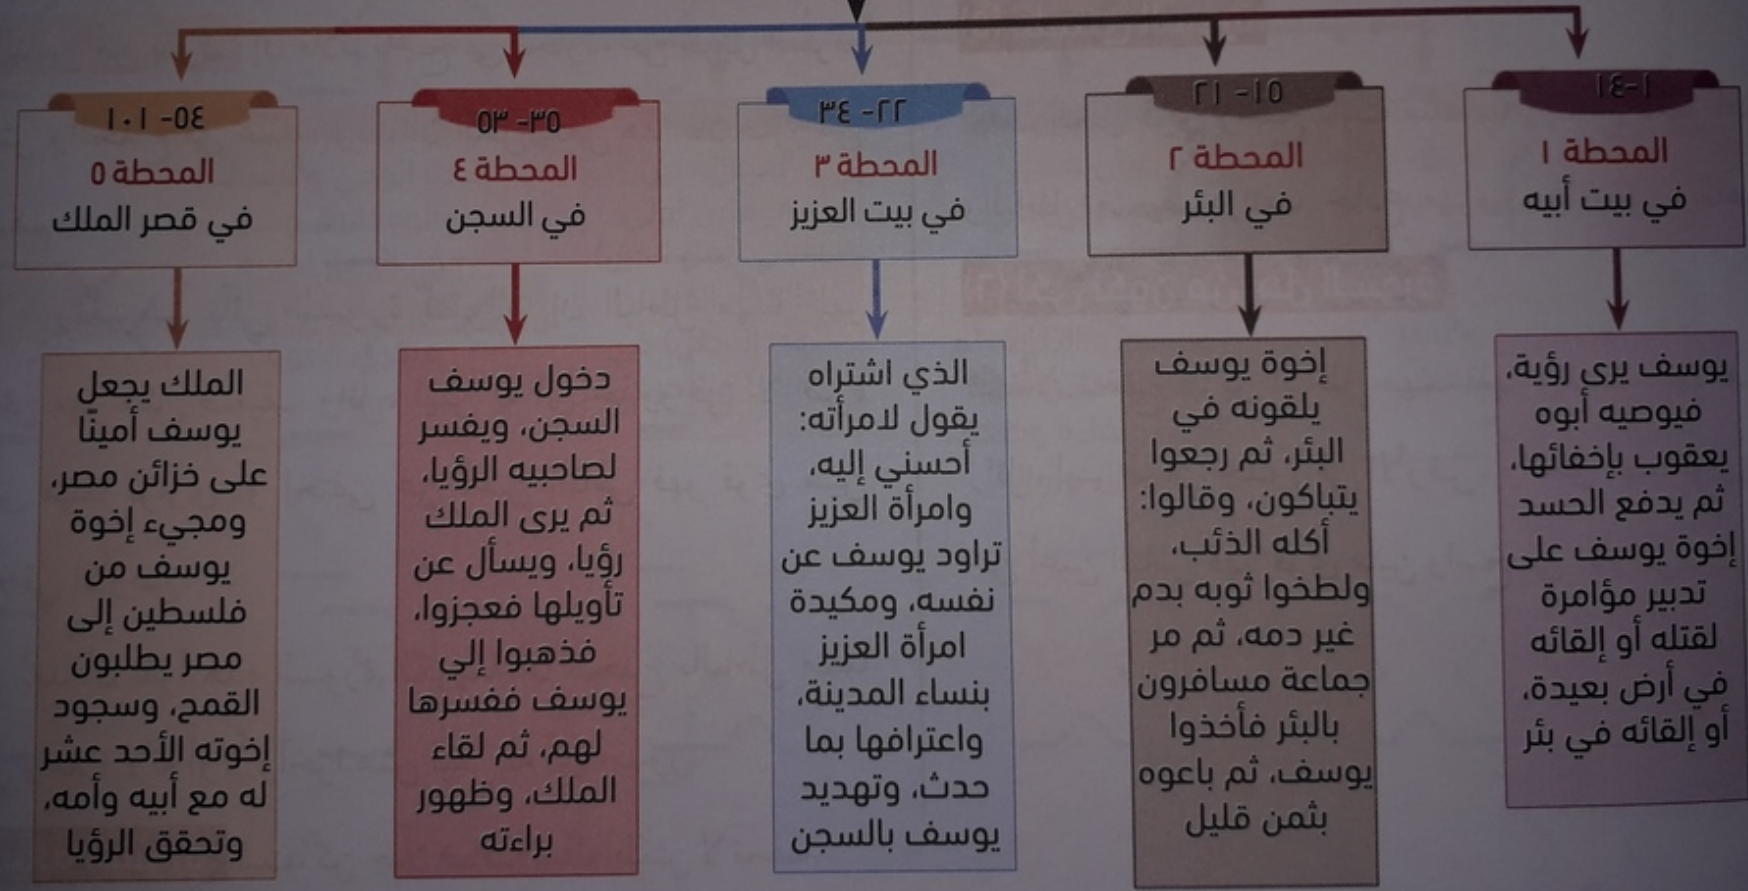 ١-١٤
المحطة ١
في بيت أبيه
يوسف يرى رؤية،
فيوصيه أبوه
يعقوب بإخفائها،
ثم يدفع الحسد
إخوة يوسف على
تدبير مؤامرة
لقتله أو إلقائه
في أرض بعيدة،
أو إلقائه في بئر
١٥- ٢١
المحطة ٢
في البئر
إخوة يوسف
يلقونه في
البئر، ثم رجعوا
يتباكون، وقالوا:
أكله الذئب،
ولطخوا ثوبه بدم
غير دمه، ثم مر
جماعة مسافرون
بالبئر فأخذوا
يوسف، ثم باعوه
بثمن قليل
٢٢- ٣٤
المحطة ٣
في بيت العزيز
الذي اشتراه
يقول لامرأته:
أحسني إليه،
وامرأة العزيز
تراود يوسف عن
نفسه، ومكيدة
امرأة العزيز
بنساء المدينة،
واعترافها بما
حدث، وتهديد
يوسف بالسجن
٣٥- ٥٣
المحطة ٤
في السجن
دخول يوسف
السجن، ويفسر
لصاحبيه الرؤيا،
ثم يرى الملك
رؤيا، ويسأل عن
تأويلها فعجزوا،
فذهبوا إلي
يوسف ففسرها
لهم، ثم لقاء
الملك، وظهور
براءته
٥٤- ١٠١
المحطة ٥
في قصر الملك
الملك يجعل
يوسف أمينًّا
على خزائن مصر،
ومجيء إخوة
يوسف من
فلسطين إلى
مصر يطلبون
القمح، وسجود
إخوته الأحد عشر
له مع أبيه وأمه،
وتحقق الرؤيا